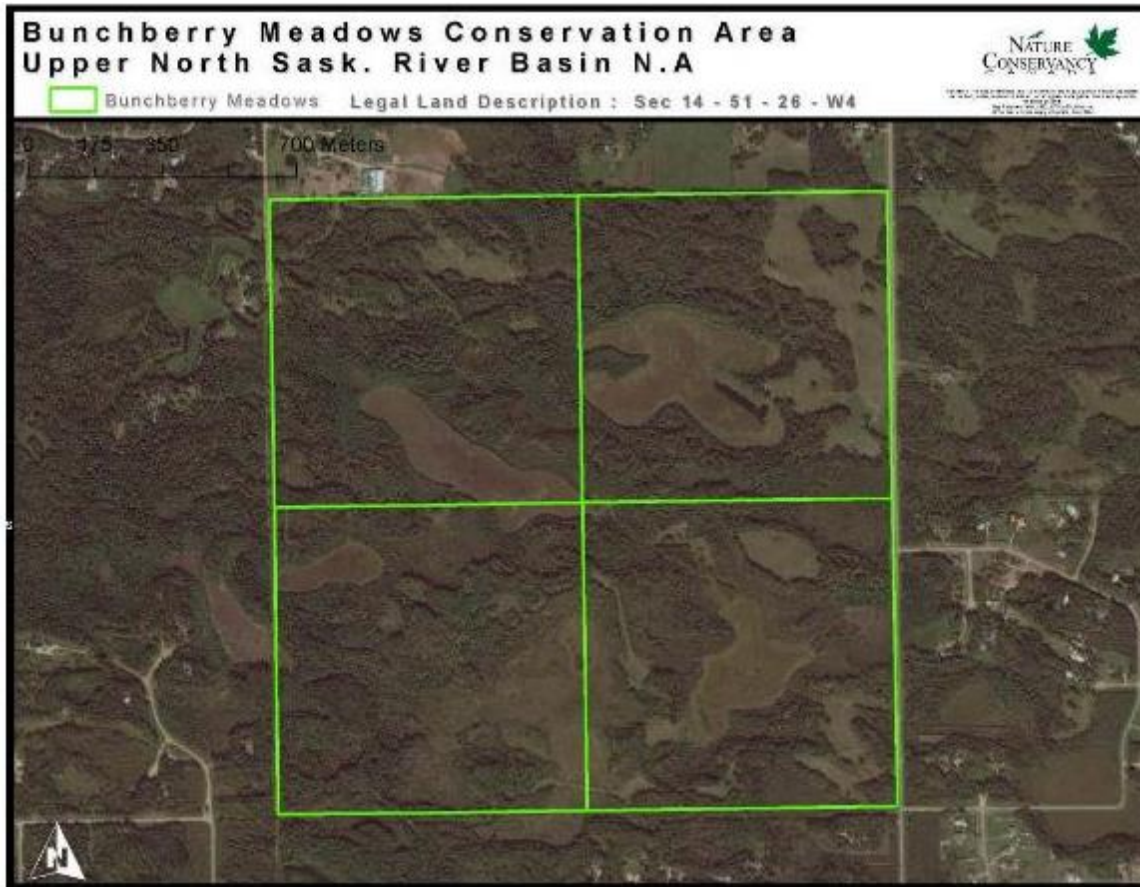 Bunchberry Meadows Conservation Area
Upper North Sask. River Basin N.A
NATURE
CONSERVANCY
Bunchberry Meadows Legal Land Description : Sec 14 - 51 - 26 - W4
0 175 350 700 Meters
N